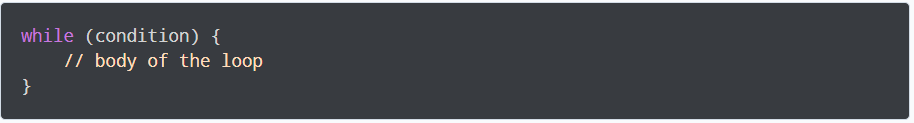 while (condition) {
    // body of the loop
}